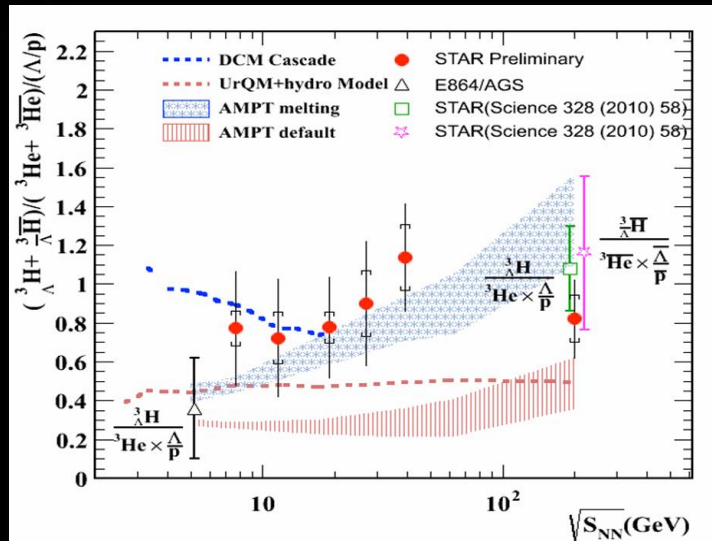 2.2
2
1.8
1.6
1.4
1.2
1
0.8
0.6
0.4
0.2
0
(³ΛH+ ³Λ̅H̅)/( ³He+ ³H̅e̅)/(Λ/p)
DCM Cascade
UrQM+hydro Model
AMPT melting
AMPT default
STAR Preliminary
E864/AGS
STAR(Science 328 (2010) 58)
STAR(Science 328 (2010) 58)
³ΛH
³He × Λ/p
³ΛH
³He × Λ/p
³Λ̅H̅
³H̅e̅ × Λ̅/p̅
10
10²
√S_NN(GeV)